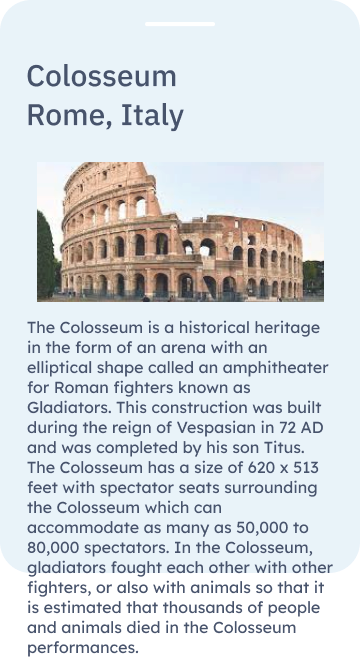 Colosseum
Rome, Italy
The Colosseum is a historical heritage
in the form of an arena with an
elliptical shape called an amphitheater
for Roman fighters known as
Gladiators. This construction was built
during the reign of Vespasian in 72 AD
and was completed by his son Titus.
The Colosseum has a size of 620 x 513
feet with spectator seats surrounding
the Colosseum which can
accommodate as many as 50,000 to
80,000 spectators. In the Colosseum,
gladiators fought each other with other
fighters, or also with animals so that it
is estimated that thousands of people
and animals died in the Colosseum
performances.